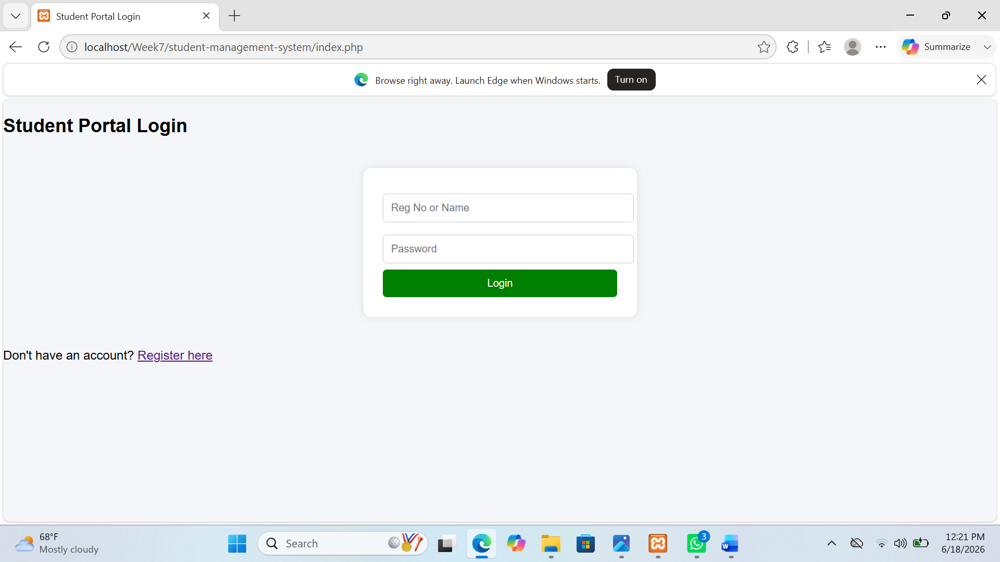 Student Portal Login
localhost/Week7/student-management-system/index.php
Summarize
Browse right away. Launch Edge when Windows starts.
Turn on
Student Portal Login
Reg No or Name
Password
Login
Don't have an account? Register here
68°F
Mostly cloudy
Search
3
12:21 PM
6/18/2026